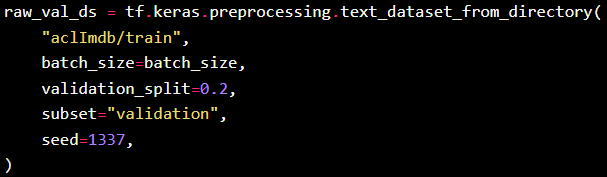 raw_val_ds = tf.keras.preprocessing.text_dataset_from_directory(
    "aclImdb/train",
    batch_size=batch_size,
    validation_split=0.2,
    subset="validation",
    seed=1337,
)